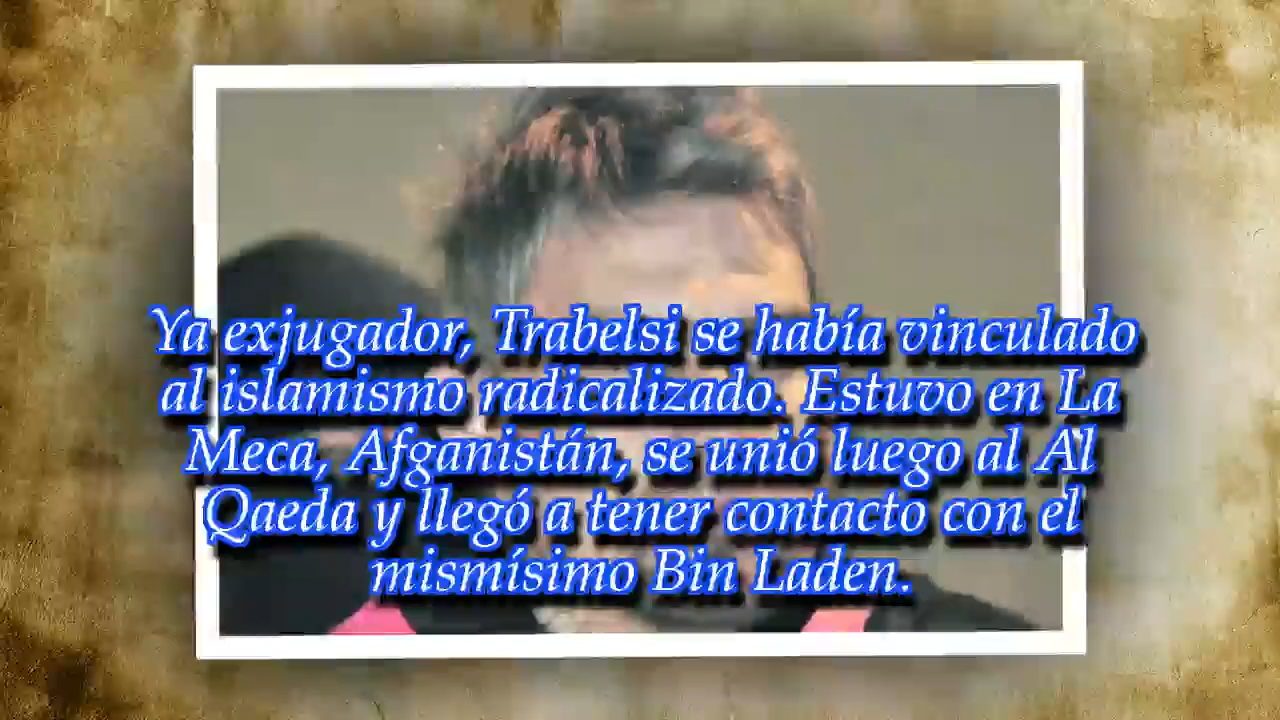 Ya exjugador, Trabelsi se había vinculado
al islamismo radicalizado. Estuvo en La
Meca, Afganistán, se unió luego al Al
Qaeda y llegó a tener contacto con el
mismísimo Bin Laden.